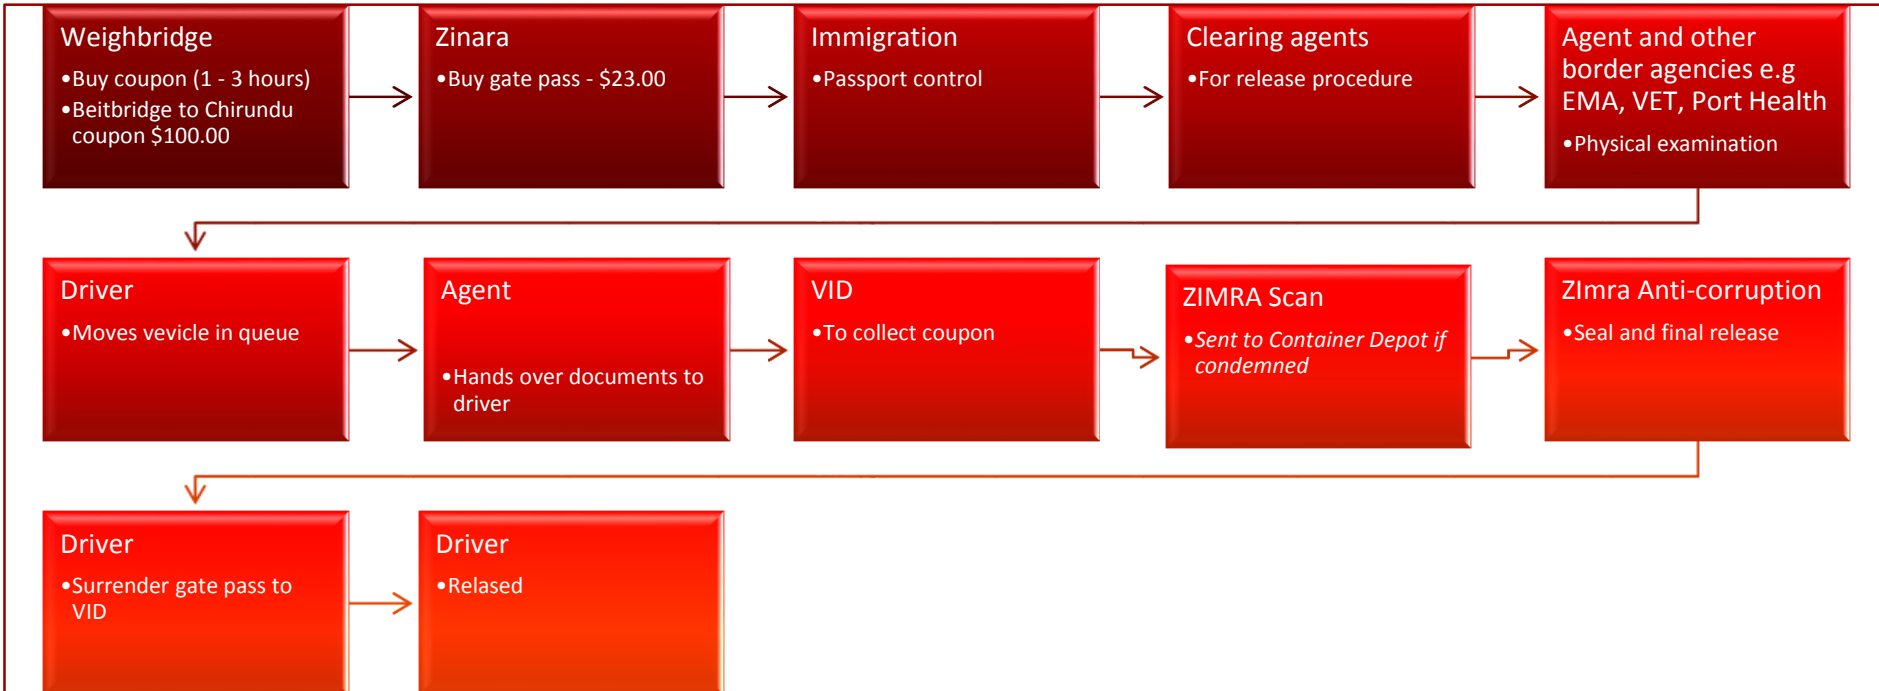 Weighbridge
•Buy coupon (1 - 3 hours)
•Beitbridge to Chirundu
coupon $100.00
Zinara
•Buy gate pass - $23.00
Immigration
•Passport control
Clearing agents
•For release procedure
Agent and other
border agencies e.g
EMA, VET, Port Health
•Physical examination
Driver
•Moves vevicle in queue
Agent
•Hands over documents to
driver
VID
•To collect coupon
ZIMRA Scan
•Sent to Container Depot if
condemned
ZImra Anti-corruption
•Seal and final release
Driver
•Surrender gate pass to
VID
Driver
•Relased